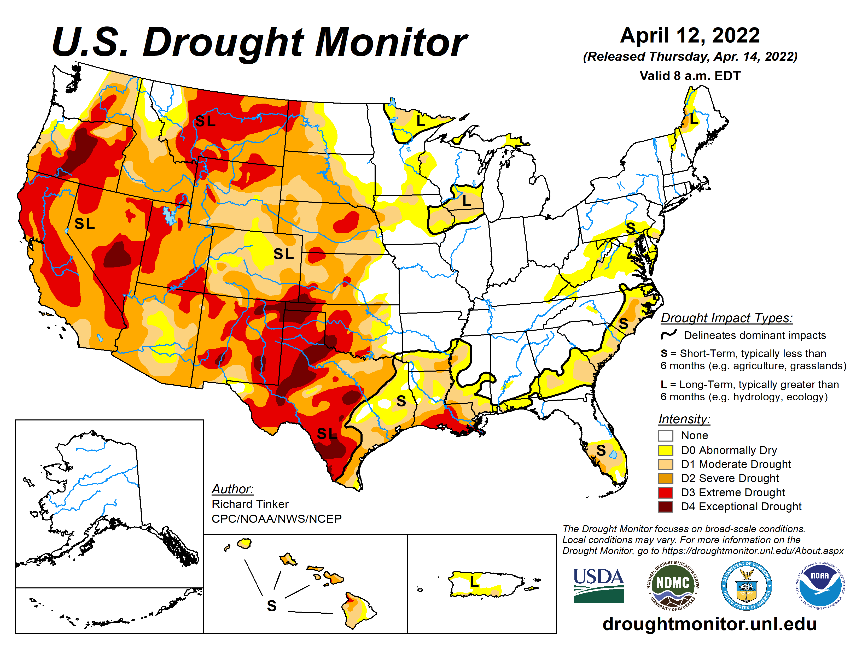 U.S. Drought Monitor
April 12, 2022
(Released Thursday, Apr. 14, 2022)
Valid 8 a.m. EDT
L
L
SL
L
SL
S
SL
S
S
SL
S
Drought Impact Types:
Delineates dominant impacts
S = Short-Term, typically less than
6 months (e.g. agriculture, grasslands)
L = Long-Term, typically greater than
6 months (e.g. hydrology, ecology)
Intensity:
None
D0 Abnormally Dry
D1 Moderate Drought
D2 Severe Drought
D3 Extreme Drought
D4 Exceptional Drought
Author:
Richard Tinker
CPC/NOAA/NWS/NCEP
S
L
The Drought Monitor focuses on broad-scale conditions.
Local conditions may vary. For more information on the
Drought Monitor, go to https://droughtmonitor.unl.edu/About.aspx
USDA
NDMC
NOAA
droughtmonitor.unl.edu